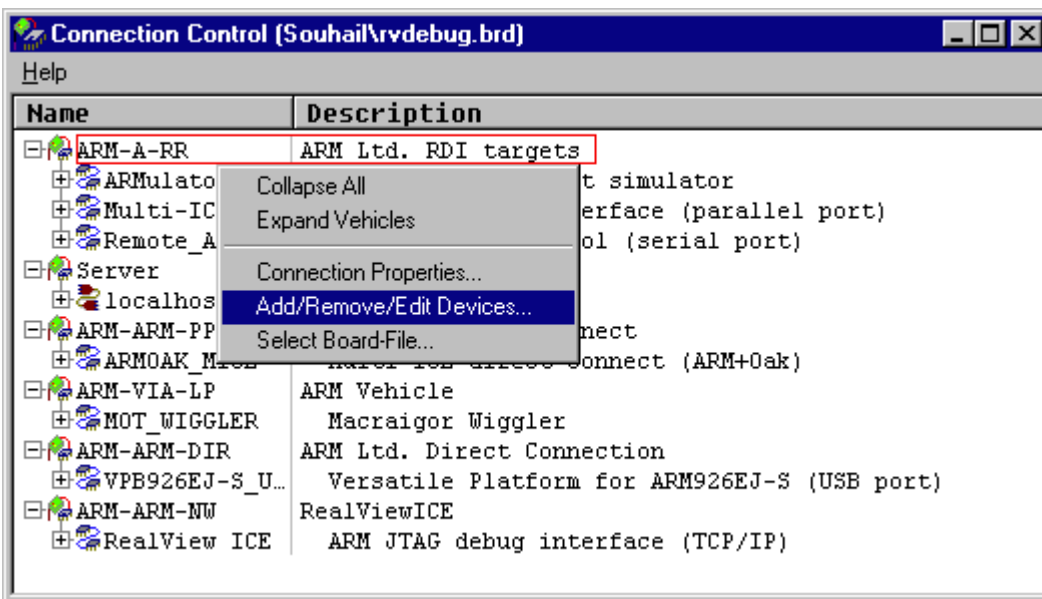 Connection Control (Souhail\rvdebug.brd)
Help
Name Description
ARM-A-RR ARM Ltd. RDI targets
ARMulato t simulator
Multi-IC erface (parallel port)
Remote_A ol (serial port)
Server
localhos
ARM-ARM-PP nect
ARMOAK (ARM+Oak)
ARM-VIA-LP ARM Vehicle
MOT_WIGGLER Macraigor Wiggler
ARM-ARM-DIR ARM Ltd. Direct Connection
VPB926EJ-S_U… Versatile Platform for ARM926EJ-S (USB port)
ARM-ARM-NW RealViewICE
RealView ICE ARM JTAG debug interface (TCP/IP)
Collapse All
Expand Vehicles
Connection Properties...
Add/Remove/Edit Devices...
Select Board-File...